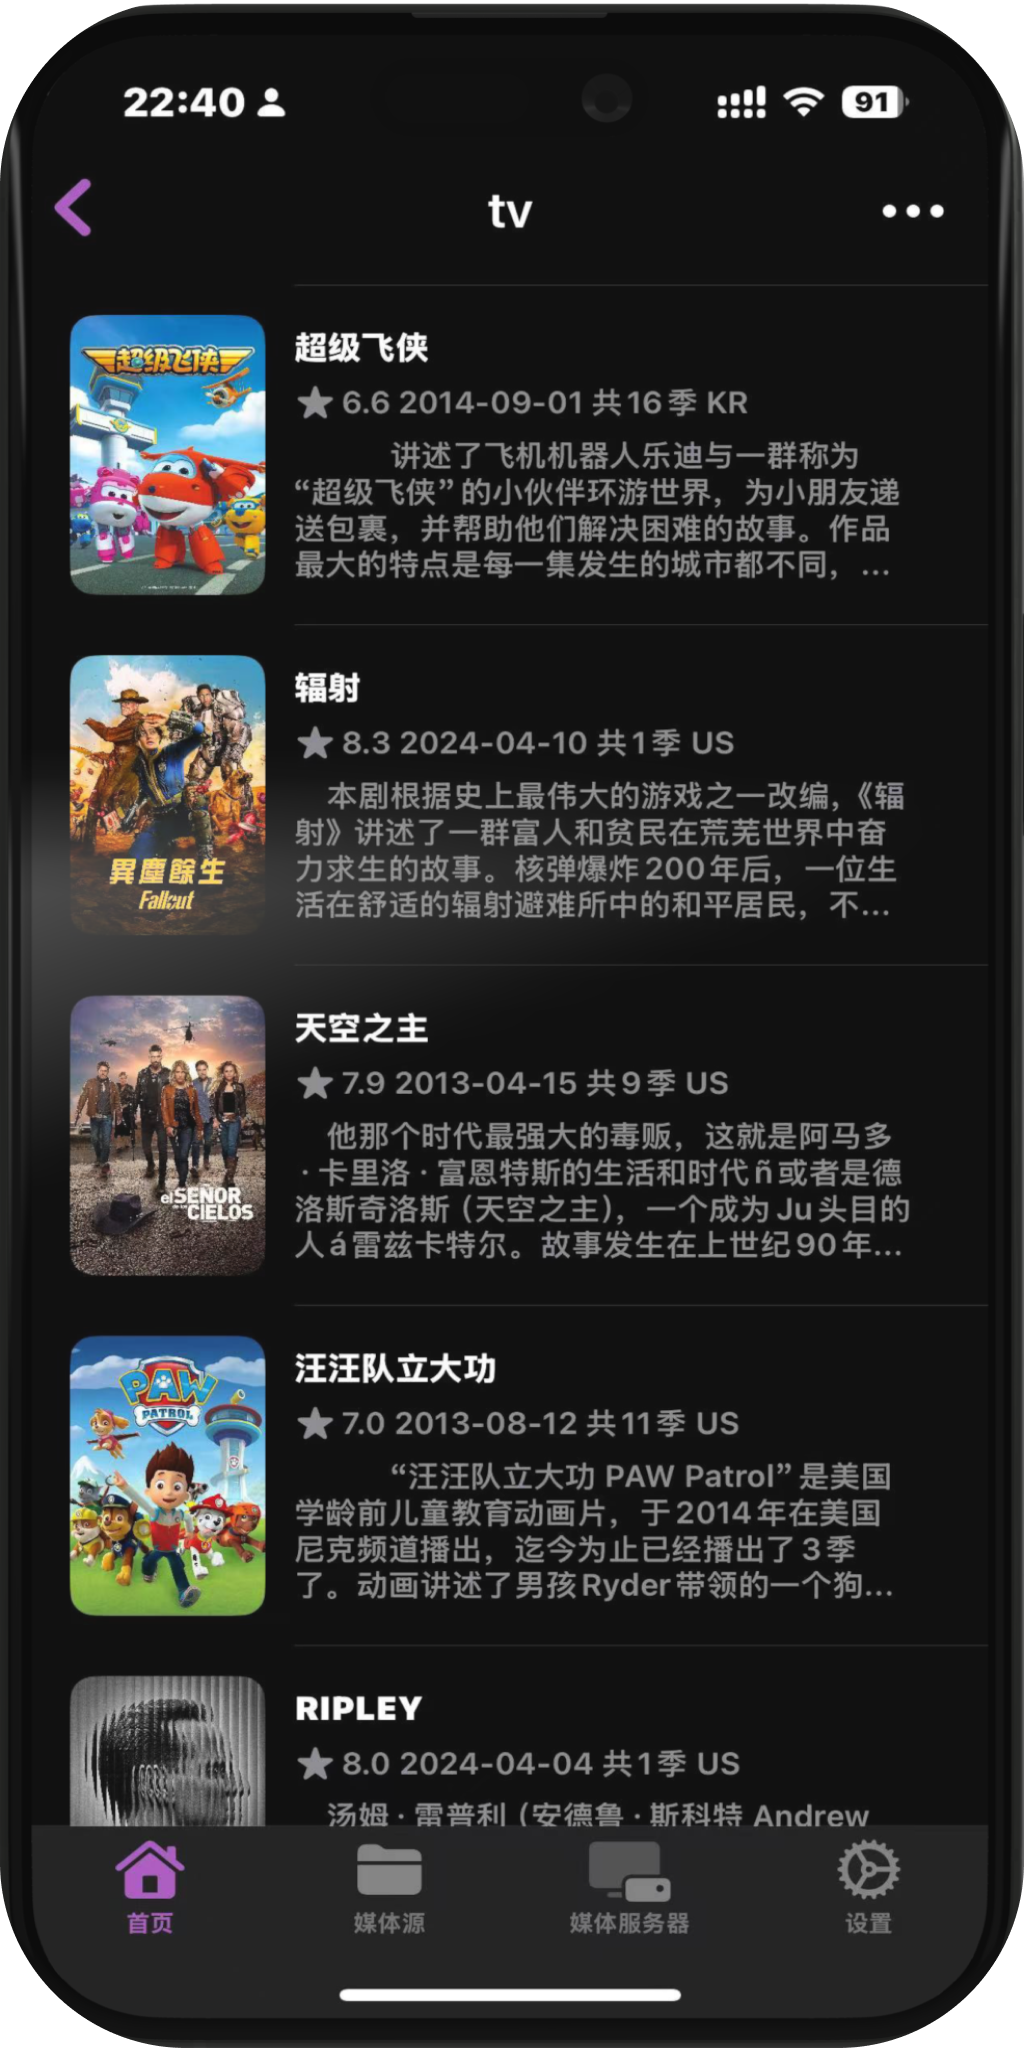 22:40
91
tv
超级飞侠
超级飞侠
★ 6.6 2014-09-01 共16季 KR
讲述了飞机机器人乐迪与一群称为
“超级飞侠”的小伙伴环游世界，为小朋友递
送包裹，并帮助他们解决困难的故事。作品
最大的特点是每一集发生的城市都不同，...
異塵餘生
Fallout
辐射
★ 8.3 2024-04-10 共1季 US
本剧根据史上最伟大的游戏之一改编，《辐
射》讲述了一群富人和贫民在荒芜世界中奋
力求生的故事。核弹爆炸200年后，一位生
活在舒适的辐射避难所中的和平居民，不...
el SEÑOR
CIELOS
天空之主
★ 7.9 2013-04-15 共9季 US
他那个时代最强大的毒贩，这就是阿马多
·卡里洛·富恩特斯的生活和时代ñ或者是德
洛斯奇洛斯（天空之主），一个成为Ju头目的
人á雷兹卡特尔。故事发生在上世纪90年...
PAW
PATROL
汪汪队立大功
★ 7.0 2013-08-12 共11季 US
“汪汪队立大功 PAW Patrol”是美国
学龄前儿童教育动画片，于2014年在美国
尼克频道播出，迄今为止已经播出了3季
了。动画讲述了男孩Ryder带领的一个狗...
RIPLEY
★ 8.0 2024-04-04 共1季 US
汤姆·雷普利（安德鲁·斯科特 Andrew
首页
媒体源
媒体服务器
设置